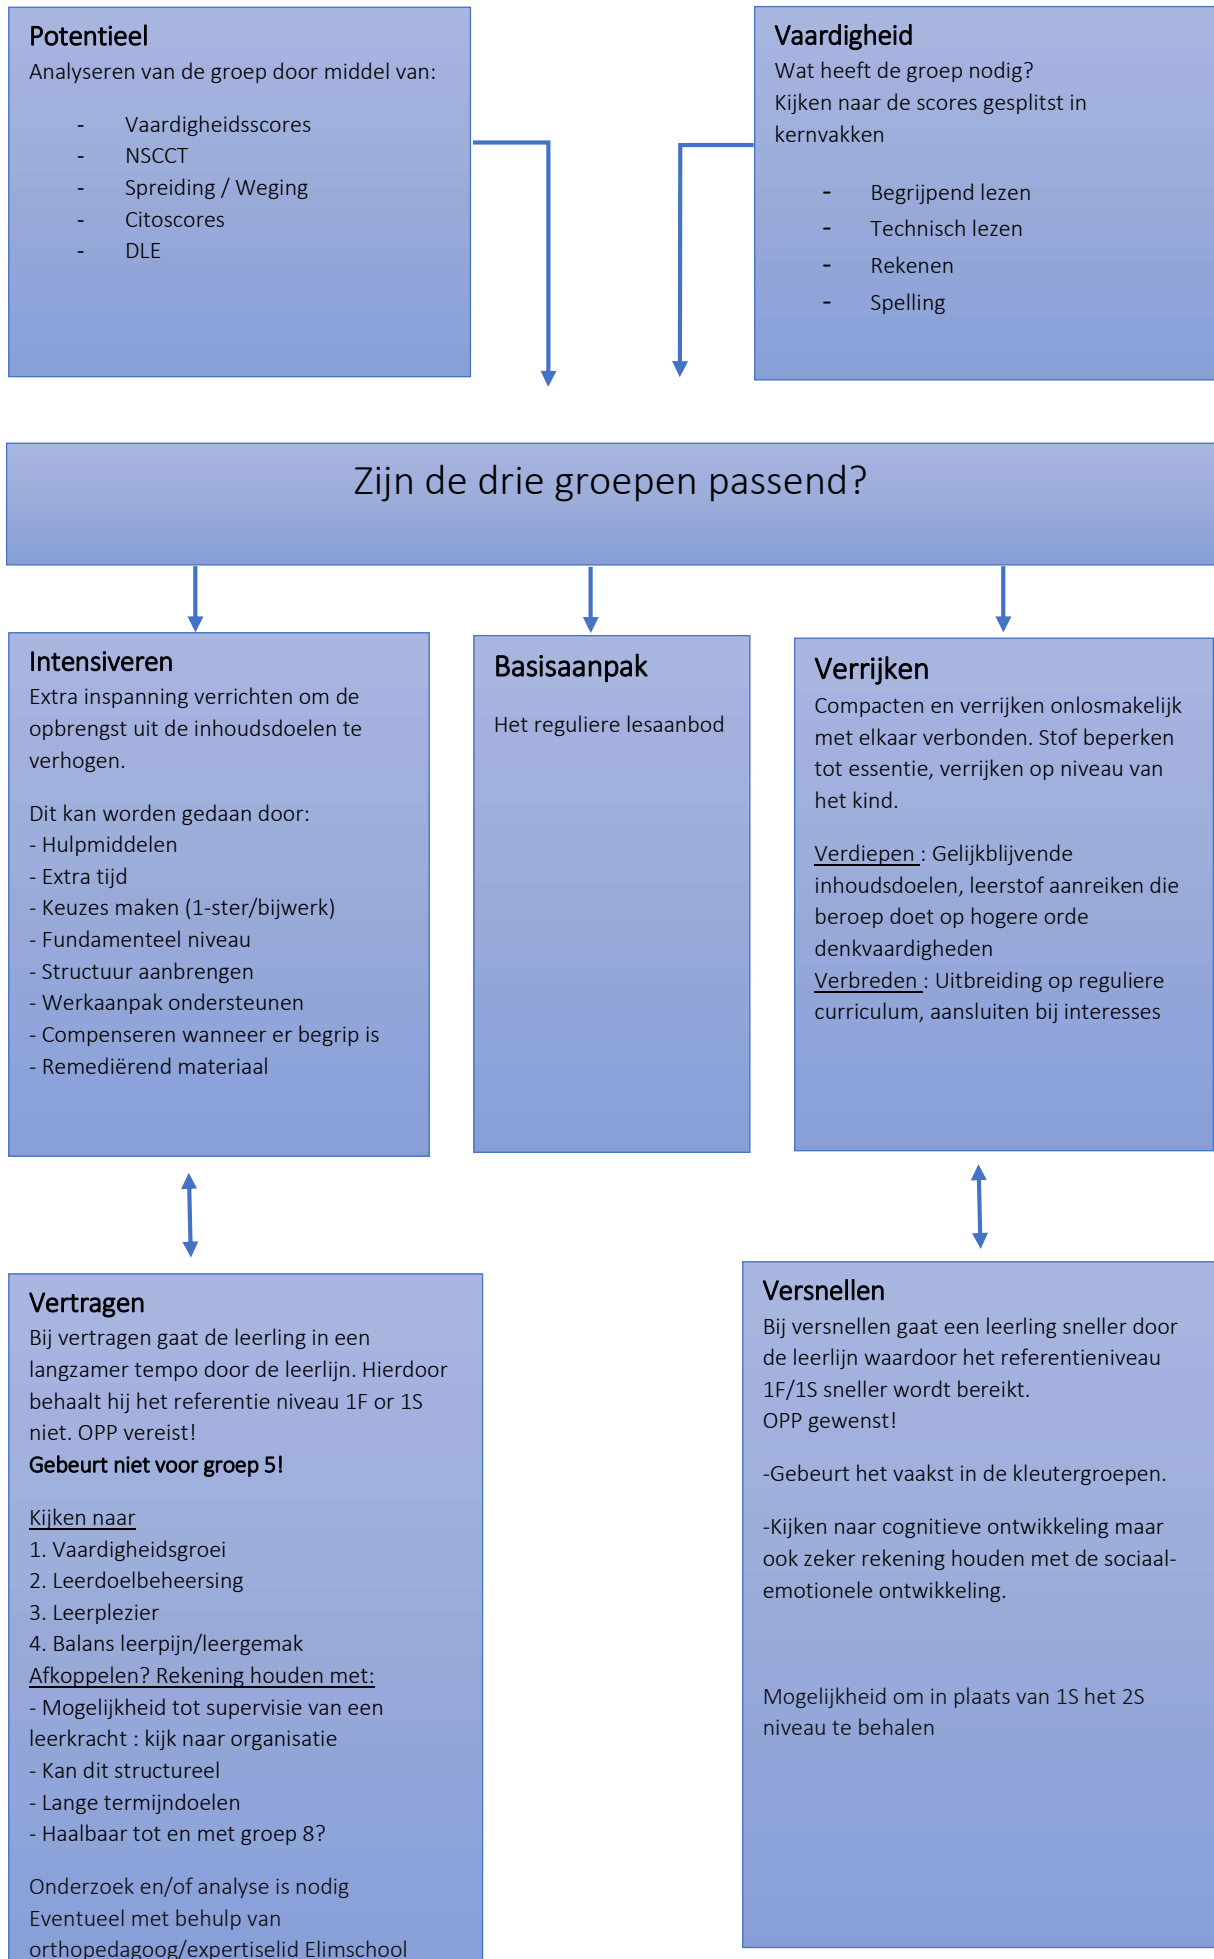 Potentieel
Analyseren van de groep door middel van:
- Vaardigheidsscores
- NSCCT
- Spreiding / Weging
- Citoscores
- DLE
Vaardigheid
Wat heeft de groep nodig?
Kijken naar de scores gesplitst in
kernvakken
- Begrijpend lezen
- Technisch lezen
- Rekenen
- Spelling
Zijn de drie groepen passend?
Intensiveren
Extra inspanning verrichten om de
opbrengst uit de inhoudsdoelen te
verhogen.
Dit kan worden gedaan door:
- Hulpmiddelen
- Extra tijd
- Keuzes maken (1-ster/bijwerk)
- Fundamenteel niveau
- Structuur aanbrengen
- Werkaanpak ondersteunen
- Compenseren wanneer er begrip is
- Remediërend materiaal
Basisaanpak
Het reguliere lesaanbod
Verrijken
Compacten en verrijken onlosmakelijk
met elkaar verbonden. Stof beperken
tot essentie, verrijken op niveau van
het kind.
Verdiepen : Gelijkblijvende
inhoudsdoelen, leerstof aanreiken die
beroep doet op hogere orde
denkvaardigheden
Verbreden : Uitbreiding op reguliere
curriculum, aansluiten bij interesses
Vertragen
Bij vertragen gaat de leerling in een
langzamer tempo door de leerlijn. Hierdoor
behaalt hij het referentie niveau 1F or 1S
niet. OPP vereist!
Gebeurt niet voor groep 5!
Kijken naar
1. Vaardigheidsgroei
2. Leerdoelbeheersing
3. Leerplezier
4. Balans leerpijn/leergemak
Afkoppelen? Rekening houden met:
- Mogelijkheid tot supervisie van een
leerkracht : kijk naar organisatie
- Kan dit structureel
- Lange termijndoelen
- Haalbaar tot en met groep 8?
Onderzoek en/of analyse is nodig
Eventueel met behulp van
orthopedagoog/expertiselid Elimschool
Versnellen
Bij versnellen gaat een leerling sneller door
de leerlijn waardoor het referentieniveau
1F/1S sneller wordt bereikt.
OPP gewenst!
-Gebeurt het vaakst in de kleutergroepen.
-Kijken naar cognitieve ontwikkeling maar
ook zeker rekening houden met de sociaal-
emotionele ontwikkeling.
Mogelijkheid om in plaats van 1S het 2S
niveau te behalen